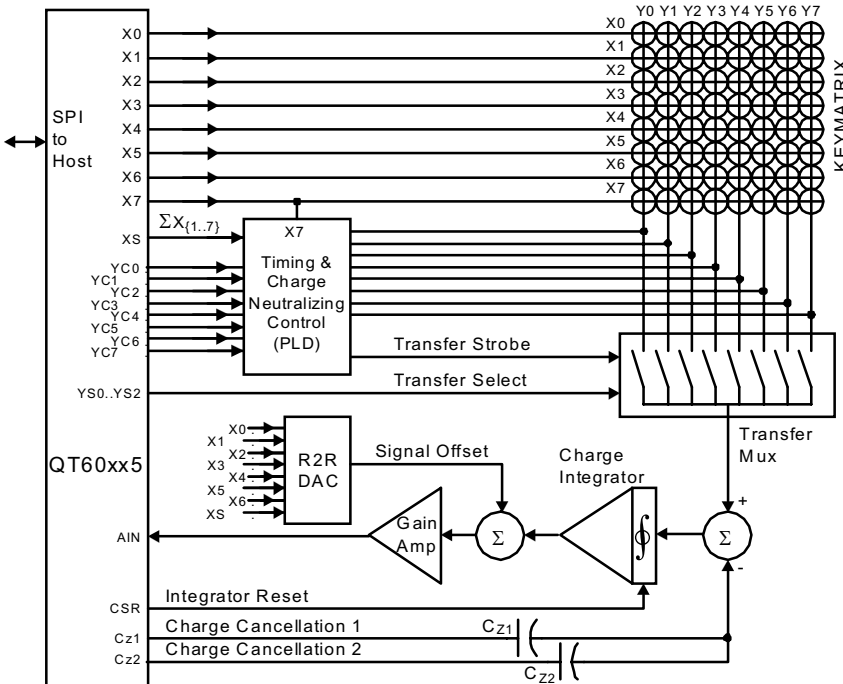 Y0 Y1 Y2 Y3 Y4 Y5 Y6 Y7
X0 X0
X1 X1
X2 X2
X3 X3
X4 X4
X5 X5
X6 X6
X7 X7
KEYMATRIX
SPI
to
Host
ΣX{1..7}
XS
YC0
YC1
YC2
YC3
YC4
YC5
YC6
YC7
X7
Timing &
Charge
Neutralizing
Control
(PLD)
Transfer Strobe
Transfer Select
YS0..YS2
Transfer
Mux
QT60xx5
X0
X1
X2
X3
X4
X5
X6
XS
R2R
DAC
Signal Offset
Charge
Integrator
Gain
Amp
Σ
∮
Σ
+
-
AIN
CSR
Integrator Reset
Cz1
Charge Cancellation 1
CZ1
Cz2
Charge Cancellation 2
CZ2